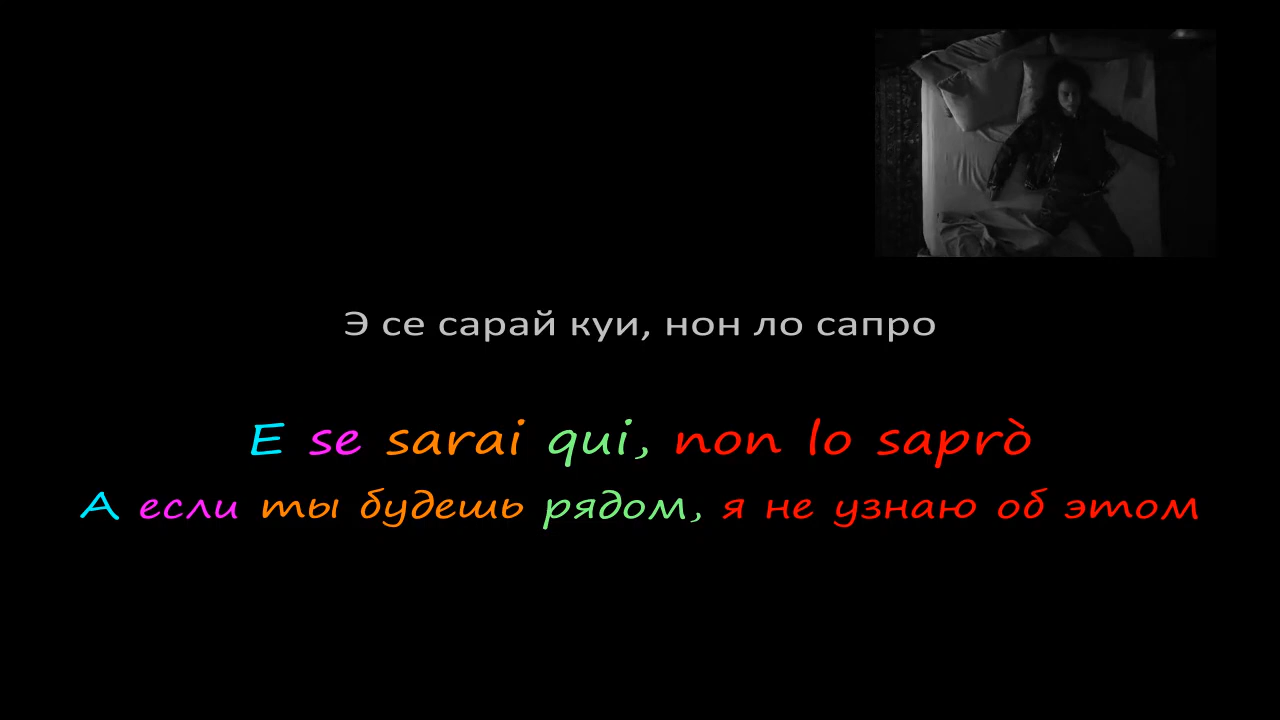 Э се сарай куи, нон ло сапро
E se sarai qui, non lo saprò
А если ты будешь рядом, я не узнаю об этом